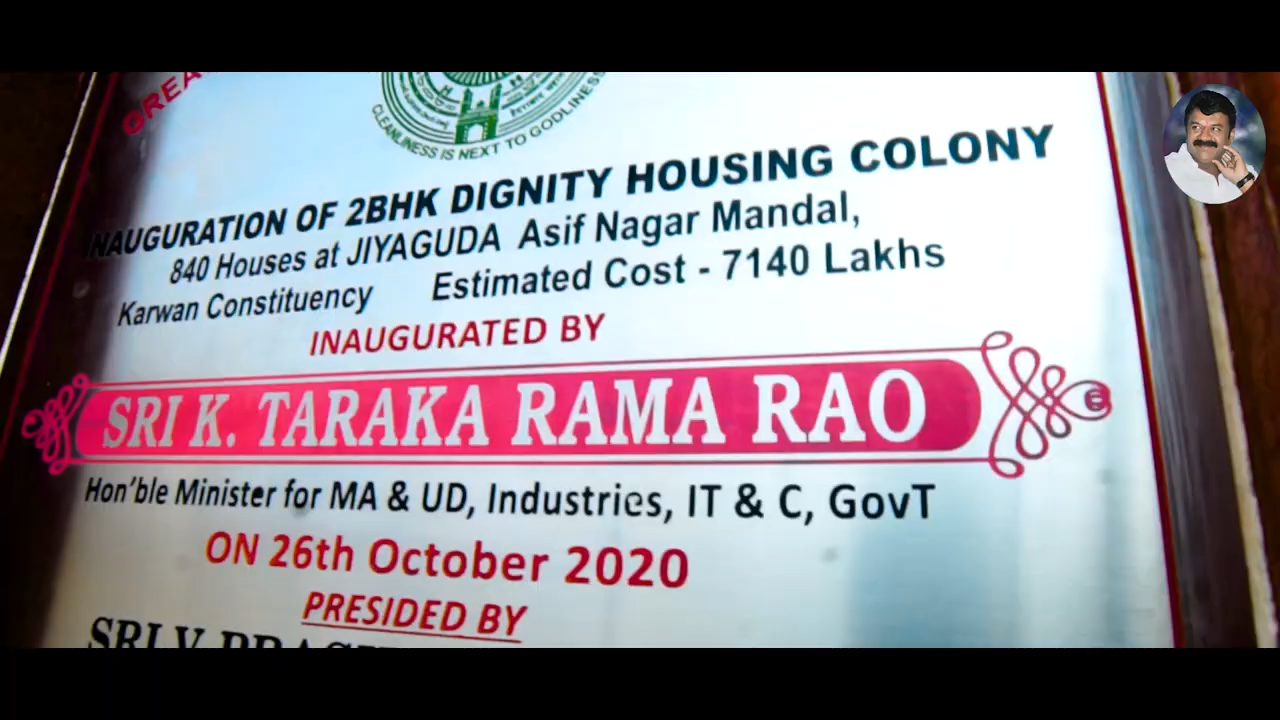 CLEANLINESS IS NEXT TO GODLINESS
INAUGURATION OF 2BHK DIGNITY HOUSING COLONY
840 Houses at JIYAGUDA Asif Nagar Mandal,
Karwan Constituency Estimated Cost - 7140 Lakhs
INAUGURATED BY
SRI K. TARAKA RAMA RAO
Hon'ble Minister for MA & UD, Industries, IT & C, GovT
ON 26th October 2020
PRESIDED BY
SRI V.